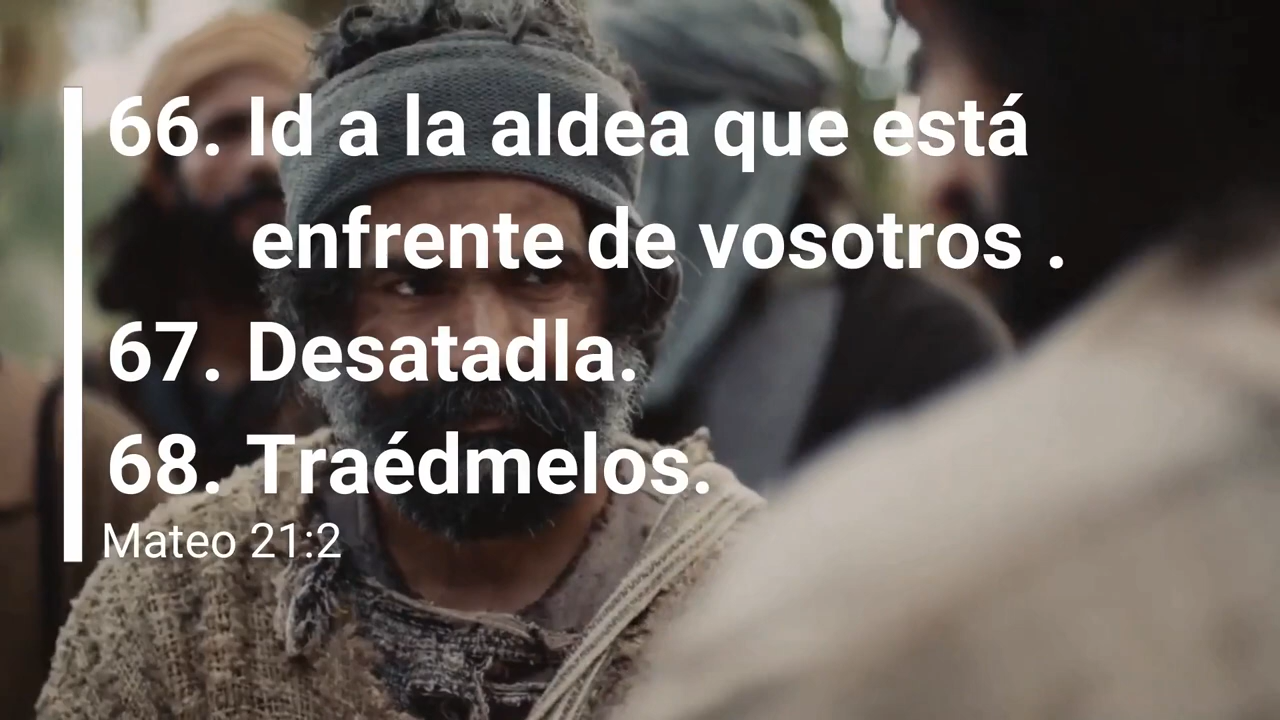 66. Id a la aldea que está
enfrente de vosotros .
67. Desatadla.
68. Traédmelos.
Mateo 21:2